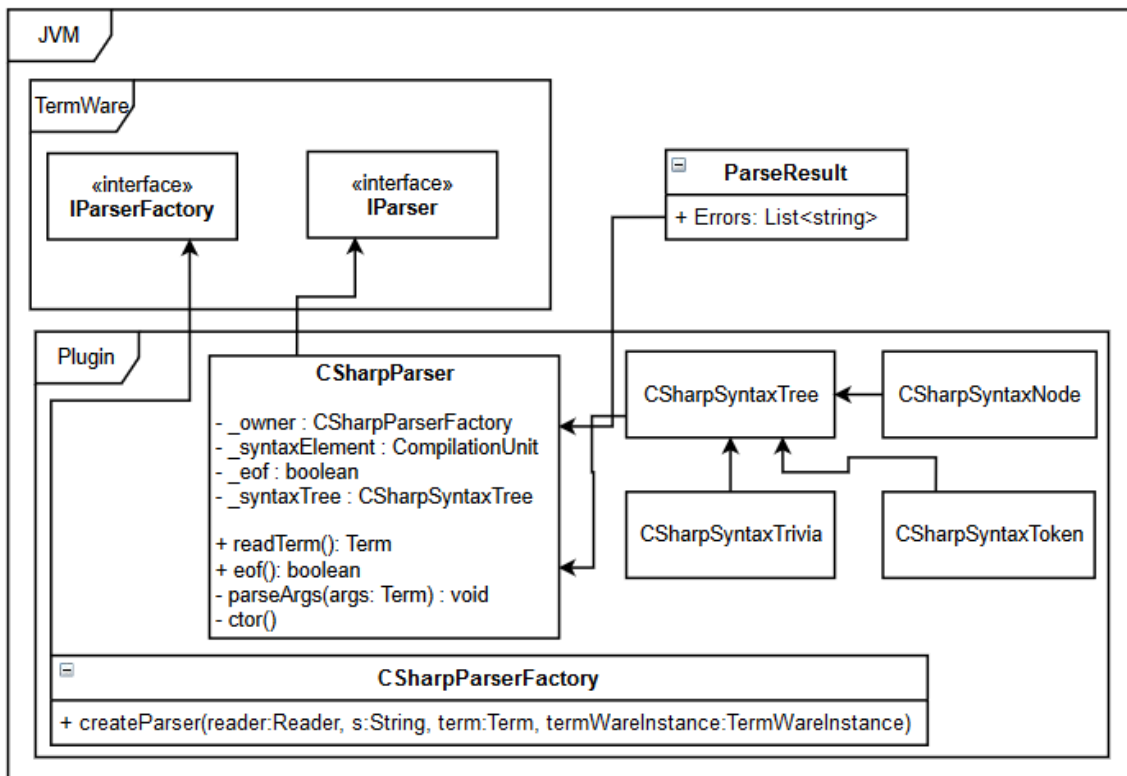 JVM
TermWare
«interface»
IParserFactory
«interface»
IParser
ParseResult
+ Errors: List<string>
Plugin
CSharpParser
- _owner : CSharpParserFactory
- _syntaxElement : CompilationUnit
- _eof : boolean
- _syntaxTree : CSharpSyntaxTree
+ readTerm(): Term
+ eof(): boolean
- parseArgs(args: Term) : void
- ctor()
CSharpSyntaxTree
CSharpSyntaxNode
CSharpSyntaxTrivia
CSharpSyntaxToken
CSharpParserFactory
+ createParser(reader:Reader, s:String, term:Term, termWareInstance:TermWareInstance)